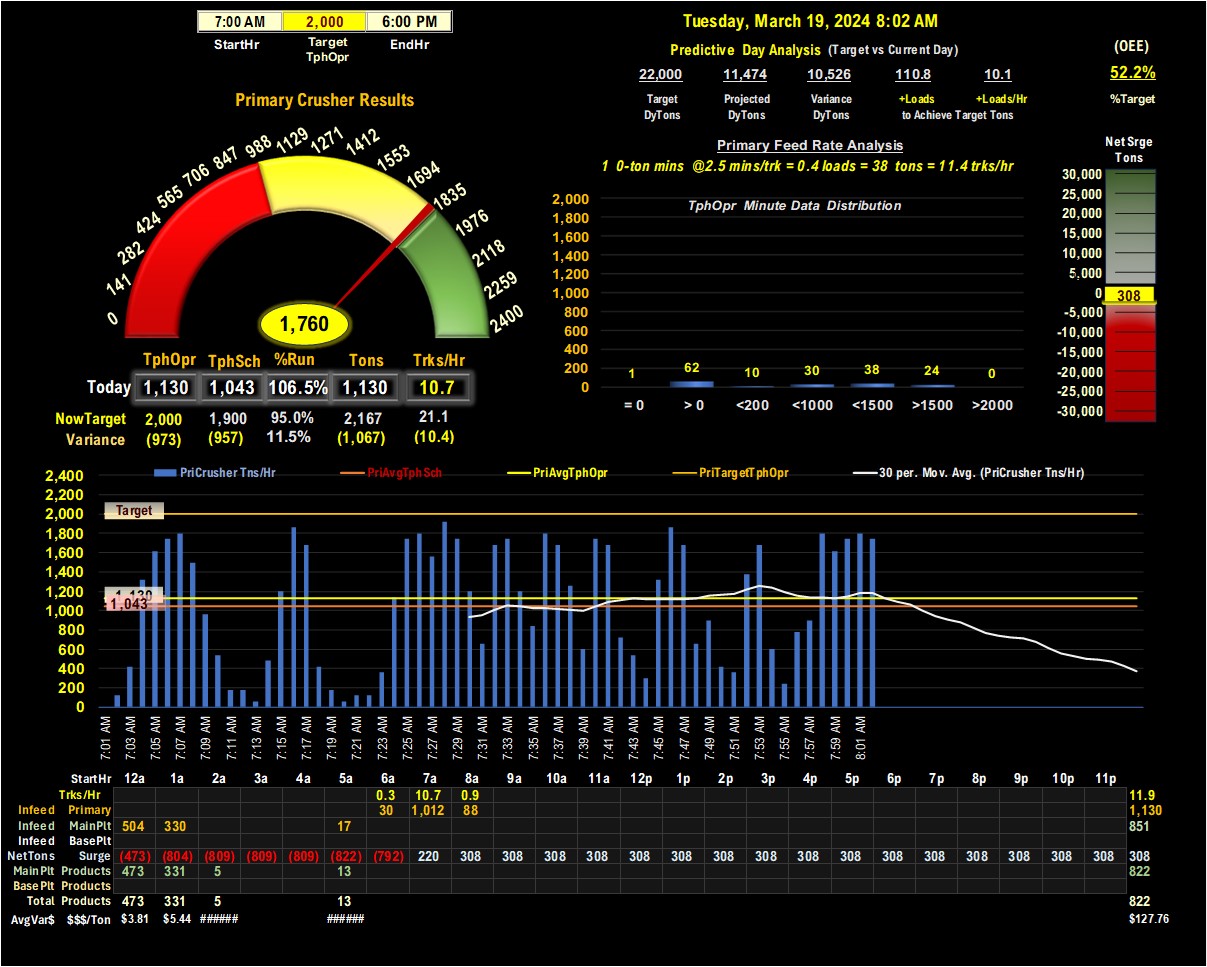 7:00 AM 2,000 6:00 PM
StartHr Target TphOpr EndHr
Tuesday, March 19, 2024 8:02 AM
Predictive Day Analysis (Target vs Current Day)
(OEE)
22,000 11,474 10,526 110.8 10.1
52.2%
Target DyTons Projected DyTons Variance DyTons +Loads +Loads/Hr
to Achieve Target Tons
%Target
Primary Crusher Results
0 141 282 424 565 706 847 988 1129 1271 1412 1553 1694 1835 1976 2118 2259 2400
1,760
TphOpr TphSch %Run Tons Trks/Hr
Today 1,130 1,043 106.5% 1,130 10.7
NowTarget 2,000 1,900 95.0% 2,167 21.1
Variance (973) (957) 11.5% (1,067) (10.4)
Primary Feed Rate Analysis
1 0-ton mins @2.5 mins/trk = 0.4 loads = 38 tons = 11.4 trks/hr
TphOpr Minute Data Distribution
2,000
1,800
1,600
1,400
1,200
1,000
800
600
400
200
0
1 62 10 30 38 24 0
= 0 > 0 <200 <1000 <1500 >1500 >2000
Net Srge
Tons
30,000
25,000
20,000
15,000
10,000
5,000
0 308
-5,000
-10,000
-15,000
-20,000
-25,000
-30,000
PriCrusher Tns/Hr PriAvgTphSch PriAvgTphOpr PriTargetTphOpr 30 per. Mov. Avg. (PriCrusher Tns/Hr)
2,400
2,200
2,000
1,800
1,600
1,400
1,200
1,000
800
600
400
200
0
Target
1,130
1,043
7:01 AM 7:03 AM 7:05 AM 7:07 AM 7:09 AM 7:11 AM 7:13 AM 7:15 AM 7:17 AM 7:19 AM 7:21 AM 7:23 AM 7:25 AM 7:27 AM 7:29 AM 7:31 AM 7:33 AM 7:35 AM 7:37 AM 7:39 AM 7:41 AM 7:43 AM 7:45 AM 7:47 AM 7:49 AM 7:51 AM 7:53 AM 7:55 AM 7:57 AM 7:59 AM 8:01 AM
StartHr 12a 1a 2a 3a 4a 5a 6a 7a 8a 9a 10a 11a 12p 1p 2p 3p 4p 5p 6p 7p 8p 9p 10p 11p
Trks/Hr 0.3 10.7 0.9 11.9
Infeed Primary 30 1,012 88 1,130
Infeed MainPlt 504 330 17 851
Infeed BasePlt
NetTons Surge (473) (804) (809) (809) (809) (822) (792) 220 308 308 308 308 308 308 308 308 308 308 308 308 308 308 308 308 308
MainPlt Products 473 331 5 13 822
BasePlt Products
Total Products 473 331 5 13 822
AvgVar$ $$$/Ton $3.81 $5.44 ###### ###### $127.76